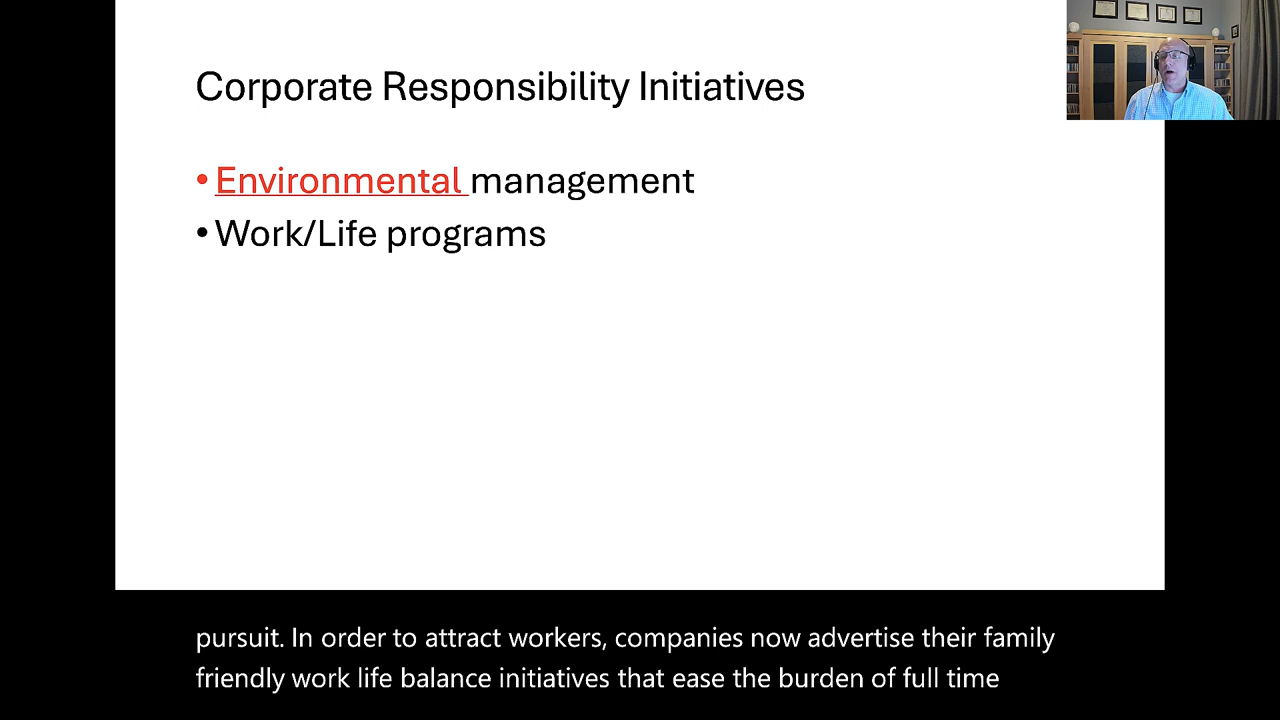 Corporate Responsibility Initiatives
• Environmental management
• Work/Life programs
pursuit. In order to attract workers, companies now advertise their family
friendly work life balance initiatives that ease the burden of full time